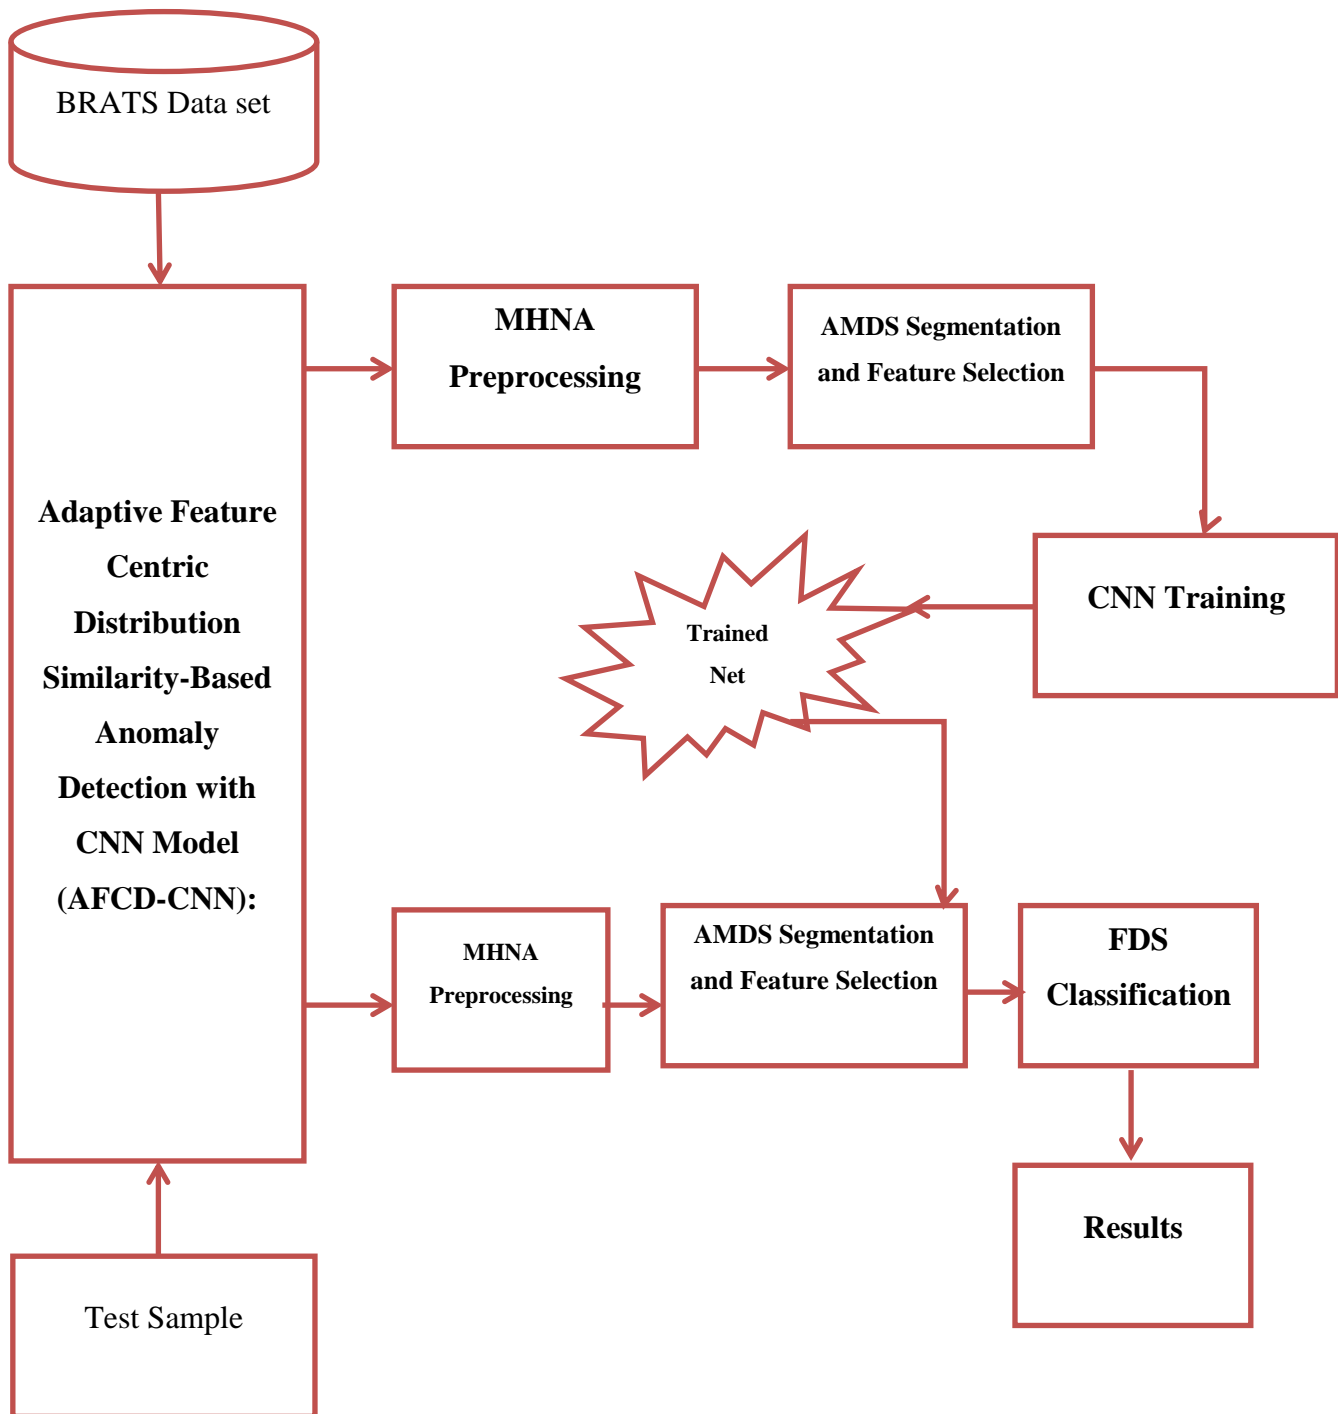 BRATS Data set
MHNA
Preprocessing
AMDS Segmentation
and Feature Selection
Adaptive Feature
Centric
Distribution
Similarity-Based
Anomaly
Detection with
CNN Model
(AFCD-CNN):
CNN Training
Trained
Net
MHNA
Preprocessing
AMDS Segmentation
and Feature Selection
FDS
Classification
Results
Test Sample